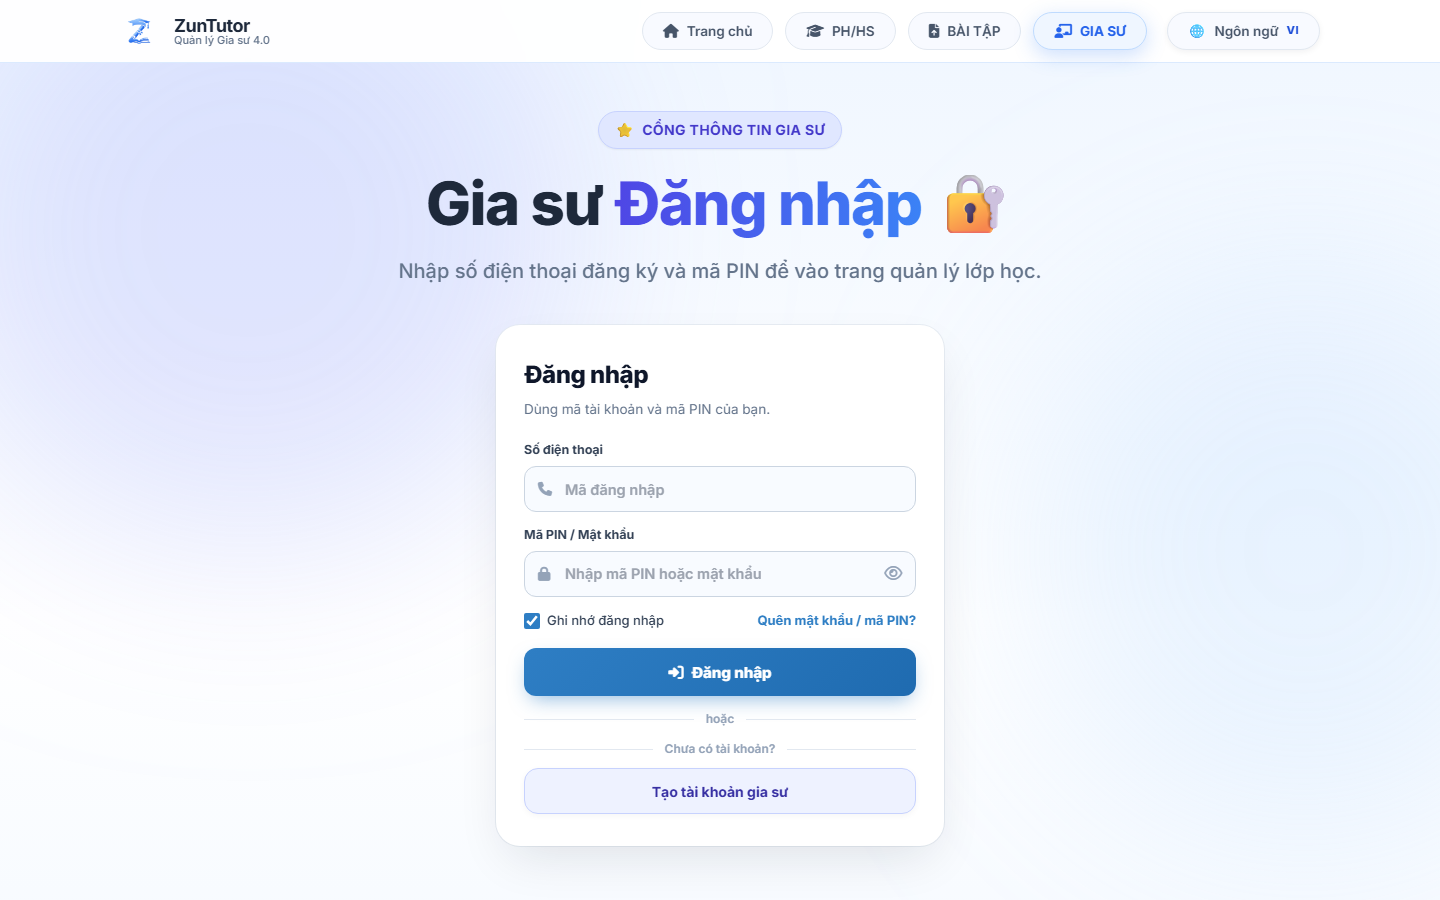 ZunTutor
Quản lý Gia sư 4.0
Trang chủ
PH/HS
BÀI TẬP
GIA SƯ
Ngôn ngữ VI
CỔNG THÔNG TIN GIA SƯ
Gia sư Đăng nhập
Nhập số điện thoại đăng ký và mã PIN để vào trang quản lý lớp học.
Đăng nhập
Dùng mã tài khoản và mã PIN của bạn.
Số điện thoại
Mã đăng nhập
Mã PIN / Mật khẩu
Nhập mã PIN hoặc mật khẩu
Ghi nhớ đăng nhập
Quên mật khẩu / mã PIN?
Đăng nhập
hoặc
Chưa có tài khoản?
Tạo tài khoản gia sư